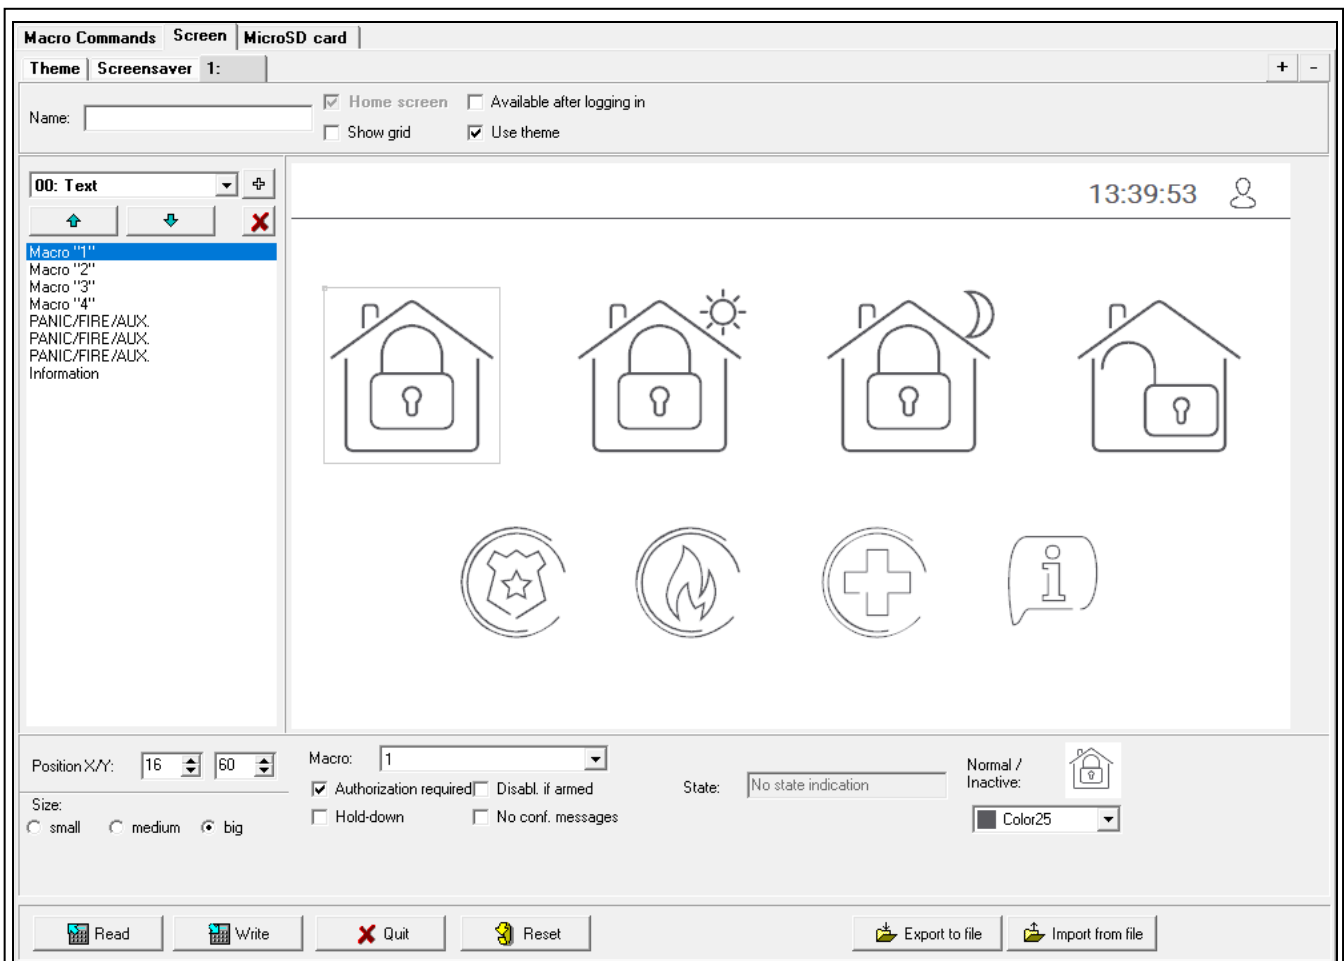 Macro Commands Screen MicroSD card
Theme Screensaver 1: + -
Name: Home screen Available after logging in
Show grid Use theme
00: Text
13:39:53
Macro "1"
Macro "2"
Macro "3"
Macro "4"
PANIC/FIRE/AUX.
PANIC/FIRE/AUX.
PANIC/FIRE/AUX.
Information
Position X/Y: 16 60
Size:
small medium big
Macro: 1
Authorization required Disabl. if armed
Hold-down No conf. messages
State: No state indication
Normal /
Inactive:
Color25
Read Write Quit Reset Export to file Import from file